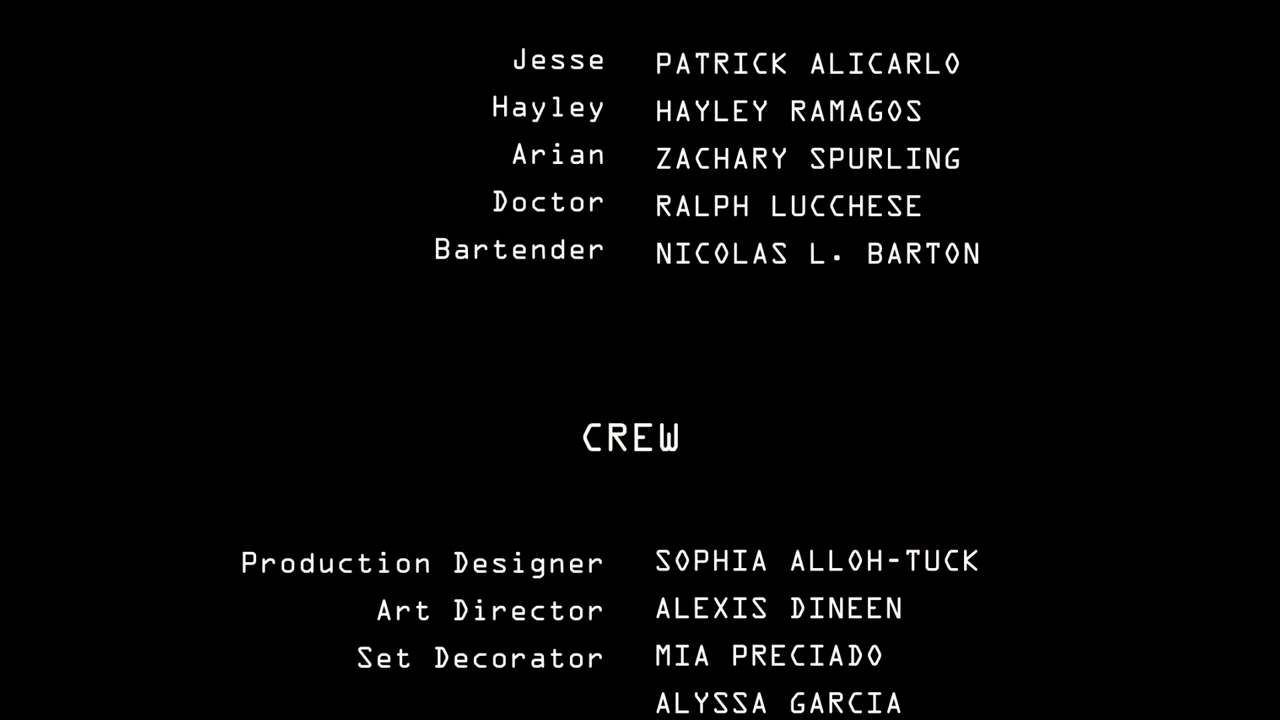 Jesse PATRICK ALICARLO
Hayley HAYLEY RAMAGOS
Arian ZACHARY SPURLING
Doctor RALPH LUCCHESE
Bartender NICOLAS L. BARTON
CREW
Production Designer SOPHIA ALLOH-TUCK
Art Director ALEXIS DINEEN
Set Decorator MIA PRECIADO
ALYSSA GARCIA